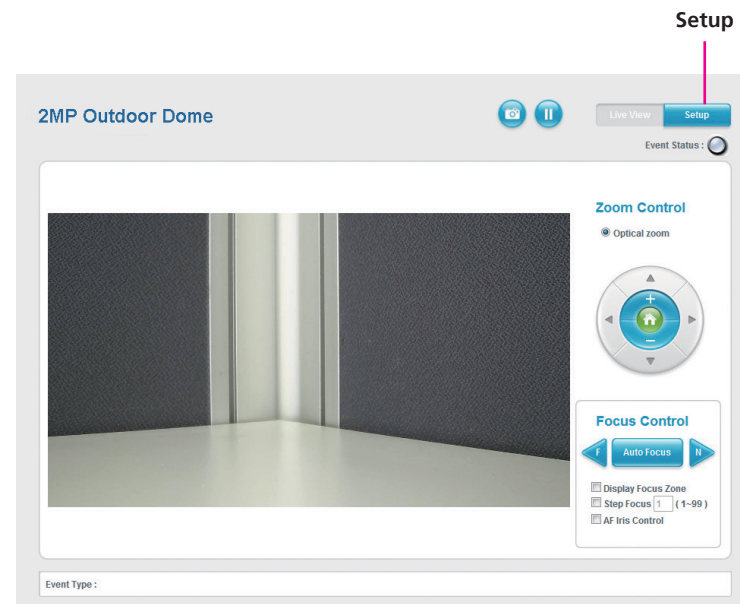 Setup
2MP Outdoor Dome
Live View
Setup
Event Status :
Zoom Control
Optical zoom
+
−
Focus Control
F
Auto Focus
N
Display Focus Zone
Step Focus 1 ( 1~99 )
AF Iris Control
Event Type :